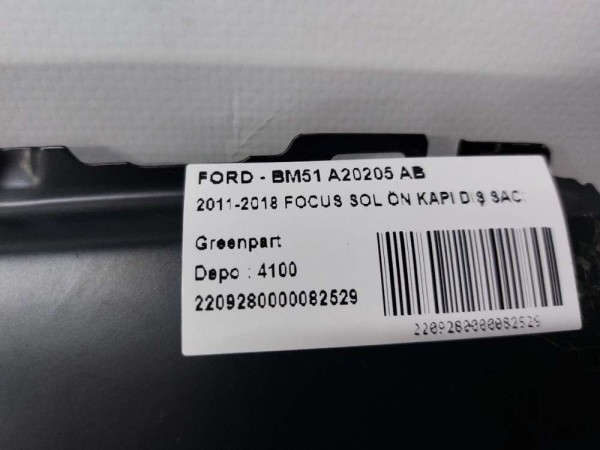 FORD - BM51 A20205 AB
2011-2018 FOCUS SOL ÖN KAPI DIŞ SACI
Greenpart
Depo : 4100
2209280000082529
2209280000082529